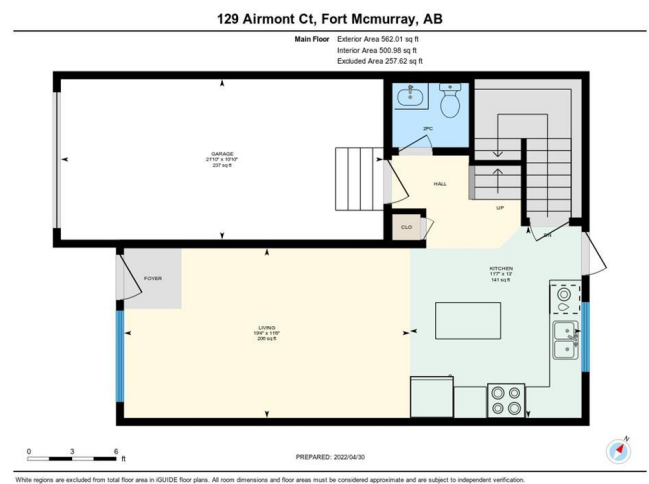 129 Airmont Ct, Fort Mcmurray, AB
Main Floor Exterior Area 562.01 sq ft
Interior Area 500.98 sq ft
Excluded Area 257.62 sq ft
2PC
GARAGE
21'10" x 10'10"
237 sq ft
HALL
UP
CLO
DN
FOYER
KITCHEN
11'7" x 13'
141 sq ft
LIVING
19'4" x 11'6"
206 sq ft
0 3 6
ft
PREPARED: 2022/04/30
N
White regions are excluded from total floor area in iGUIDE floor plans. All room dimensions and floor areas must be considered approximate and are subject to independent verification.